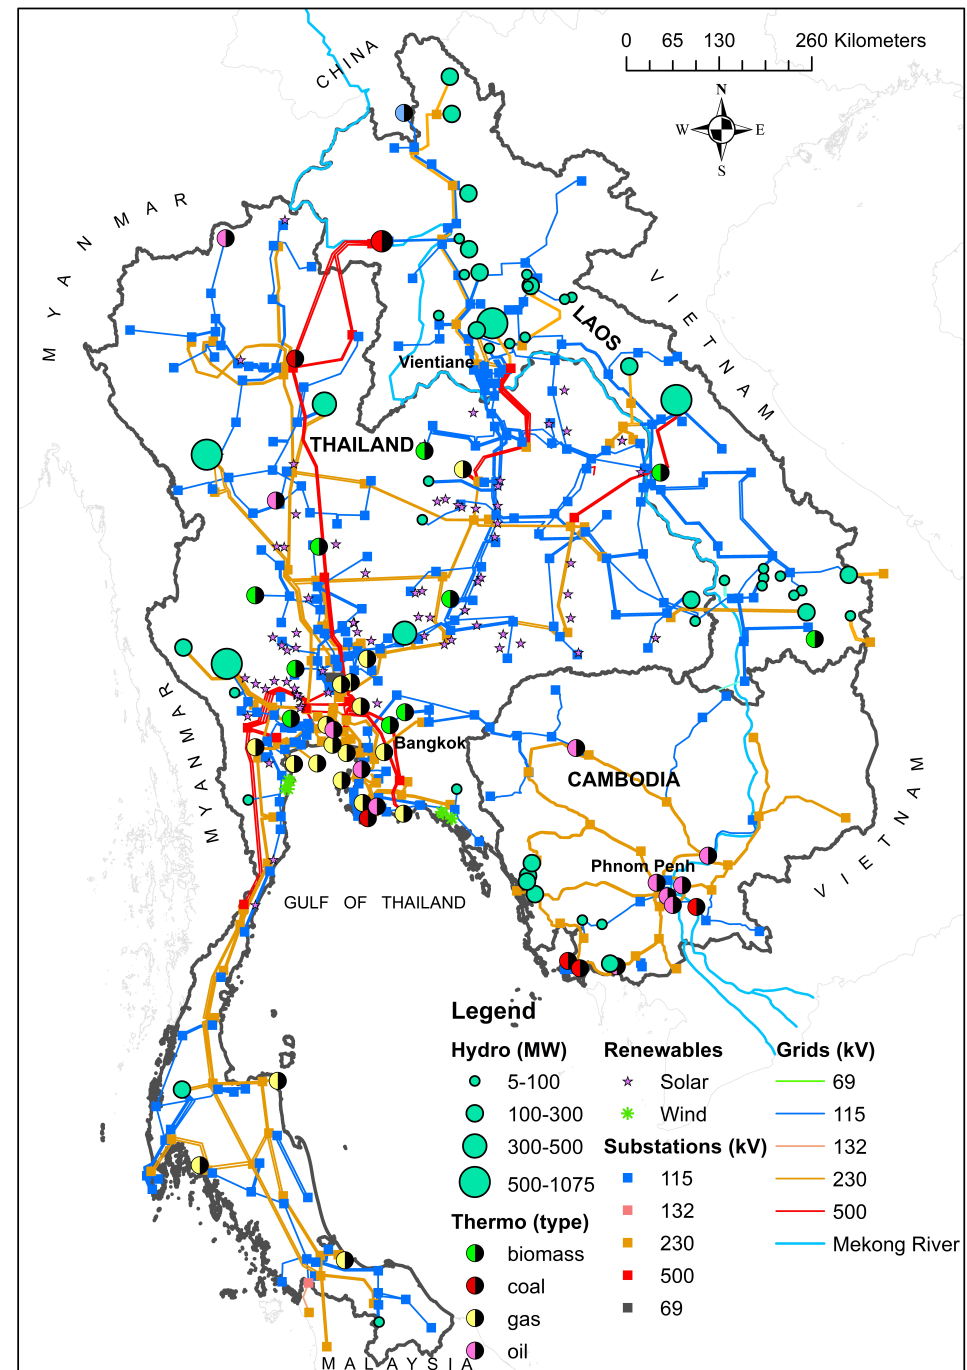 0 65 130 260 Kilometers
N
W E
S
CHINA
MYANMAR
VIETNAM
LAOS
Vientiane
THAILAND
MYANMAR
Bangkok
CAMBODIA
Phnom Penh
VIETNAM
GULF OF THAILAND
MALAYSIA
Legend
Hydro (MW)
5-100
100-300
300-500
500-1075
Thermo (type)
biomass
coal
gas
oil
Renewables
Solar
Wind
Substations (kV)
115
132
230
500
69
Grids (kV)
69
115
132
230
500
Mekong River